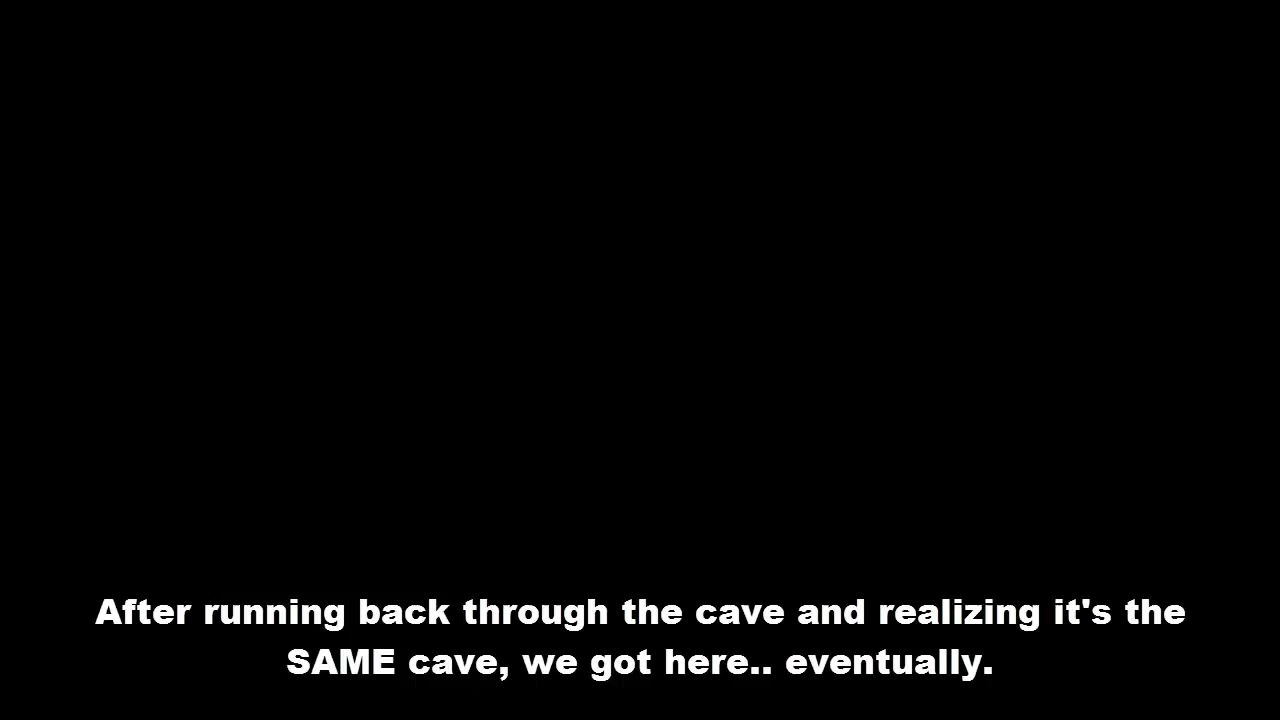 After running back through the cave and realizing it's the
SAME cave, we got here.. eventually.